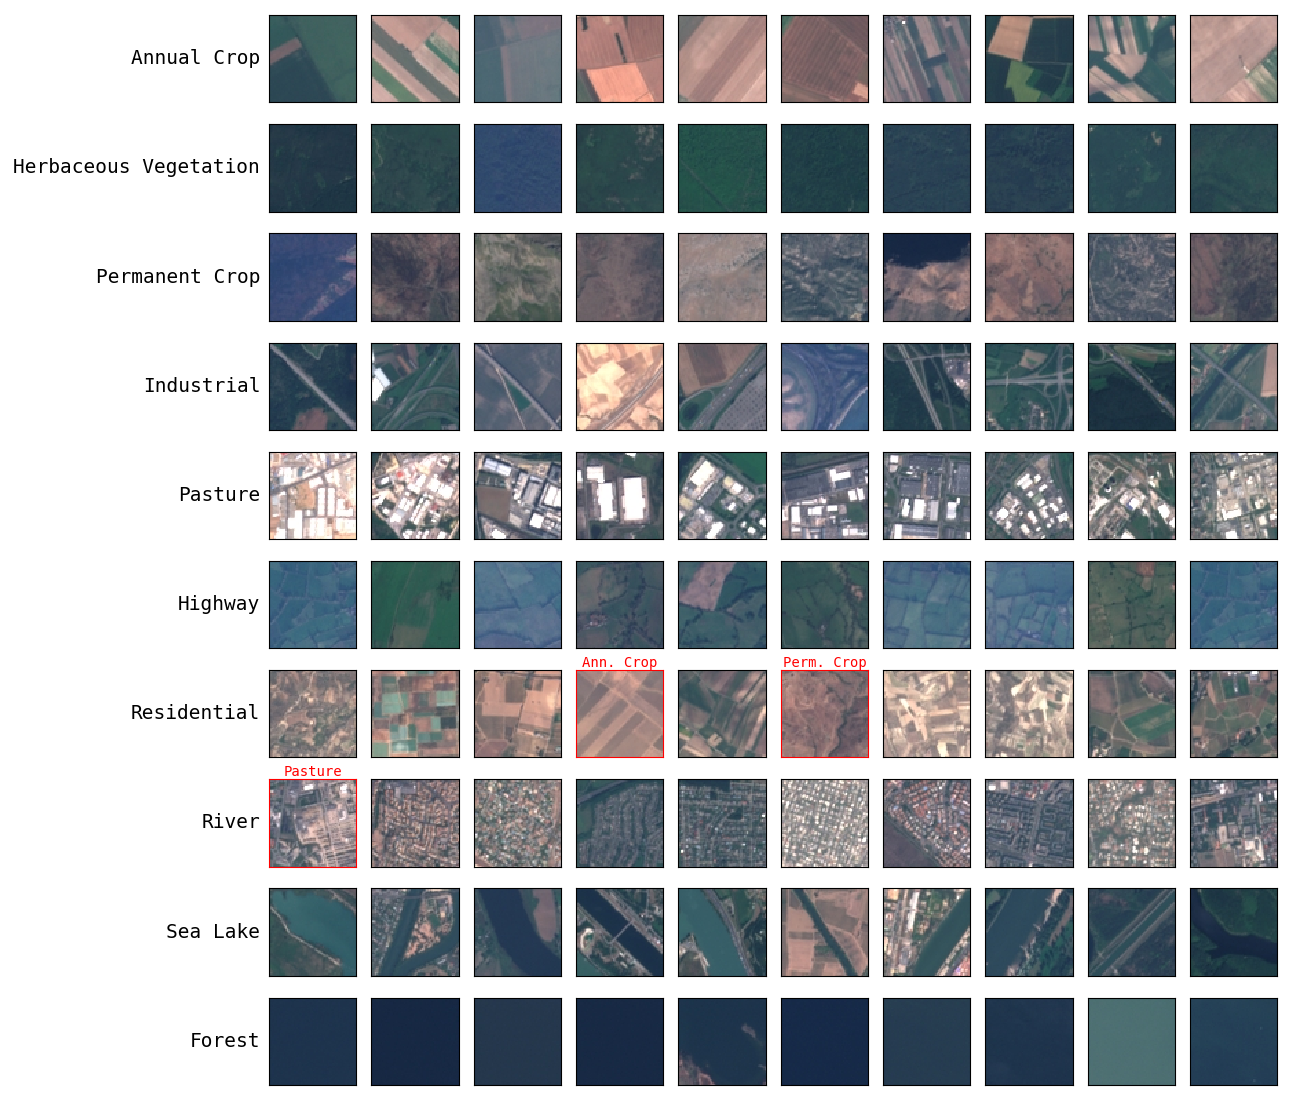 Annual Crop
Herbaceous Vegetation
Permanent Crop
Industrial
Pasture
Highway
Ann. Crop
Perm. Crop
Residential
Pasture
River
Sea Lake
Forest